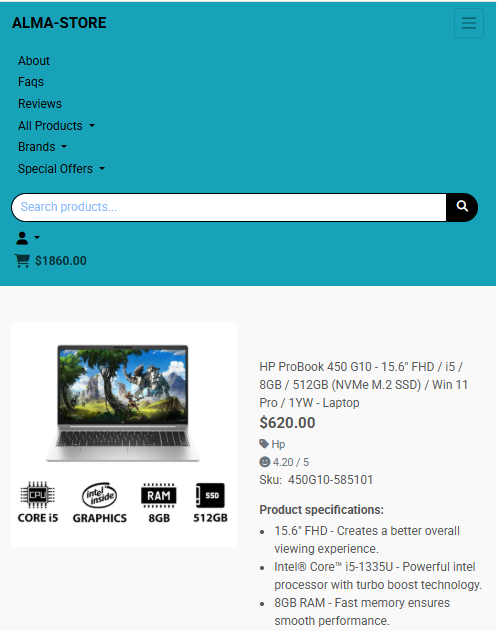 ALMA-STORE
About
Faqs
Reviews
All Products
Brands
Special Offers
Search products...
$1860.00
HP ProBook 450 G10 - 15.6" FHD / i5 /
8GB / 512GB (NVMe M.2 SSD) / Win 11
Pro / 1YW - Laptop
$620.00
Hp
4.20 / 5
Sku: 450G10-585101
Product specifications:
15.6" FHD - Creates a better overall
viewing experience.
Intel® Core™ i5-1335U - Powerful intel
processor with turbo boost technology.
8GB RAM - Fast memory ensures
smooth performance.
CPU
intel
inside
RAM
SSD
CORE i5
GRAPHICS
8GB
512GB